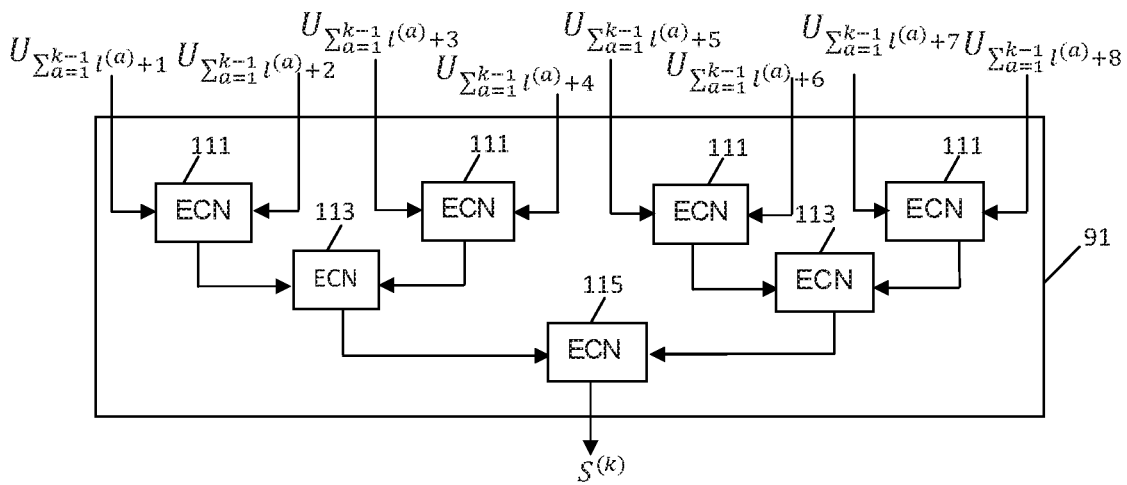 U_{\sum_{a=1}^{k-1} l^{(a)}+1}
U_{\sum_{a=1}^{k-1} l^{(a)}+2}
U_{\sum_{a=1}^{k-1} l^{(a)}+3}
U_{\sum_{a=1}^{k-1} l^{(a)}+4}
U_{\sum_{a=1}^{k-1} l^{(a)}+5}
U_{\sum_{a=1}^{k-1} l^{(a)}+6}
U_{\sum_{a=1}^{k-1} l^{(a)}+7}
U_{\sum_{a=1}^{k-1} l^{(a)}+8}
111
111
111
111
ECN
ECN
ECN
ECN
113
113
91
ECN
ECN
115
ECN
S^{(k)}